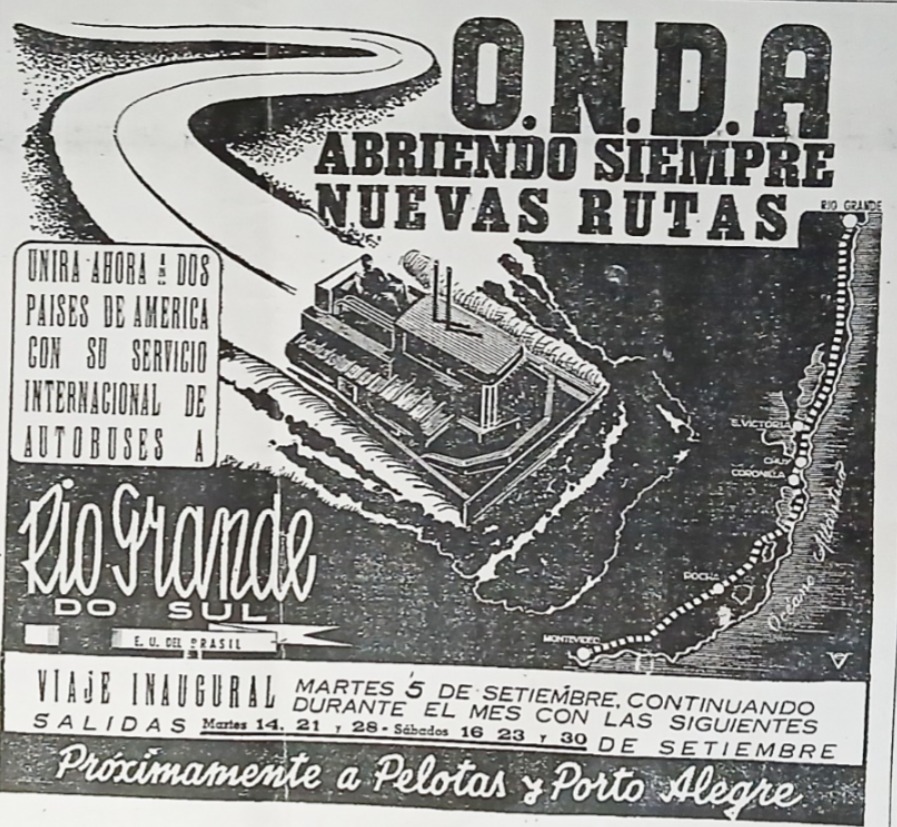 O.N.D.A
ABRIENDO SIEMPRE
NUEVAS RUTAS
UNIRA AHORA A DOS
PAISES DE AMERICA
CON SU SERVICIO
INTERNACIONAL DE
AUTOBUSES A
Rio Grande
DO SUL
E. U. DEL BRASIL
RIO GRANDE
S.VICTORIA
CHUY
CORONILLA
ROCHA
MONTEVIDEO
Océano Atlántico
VIAJE INAUGURAL
MARTES 5 DE SETIEMBRE, CONTINUANDO
DURANTE EL MES CON LAS SIGUIENTES
SALIDAS Martes 14, 21 y 28 - Sábados 16 23 y 30 DE SETIEMBRE
Próximamente a Pelotas y Porto Alegre